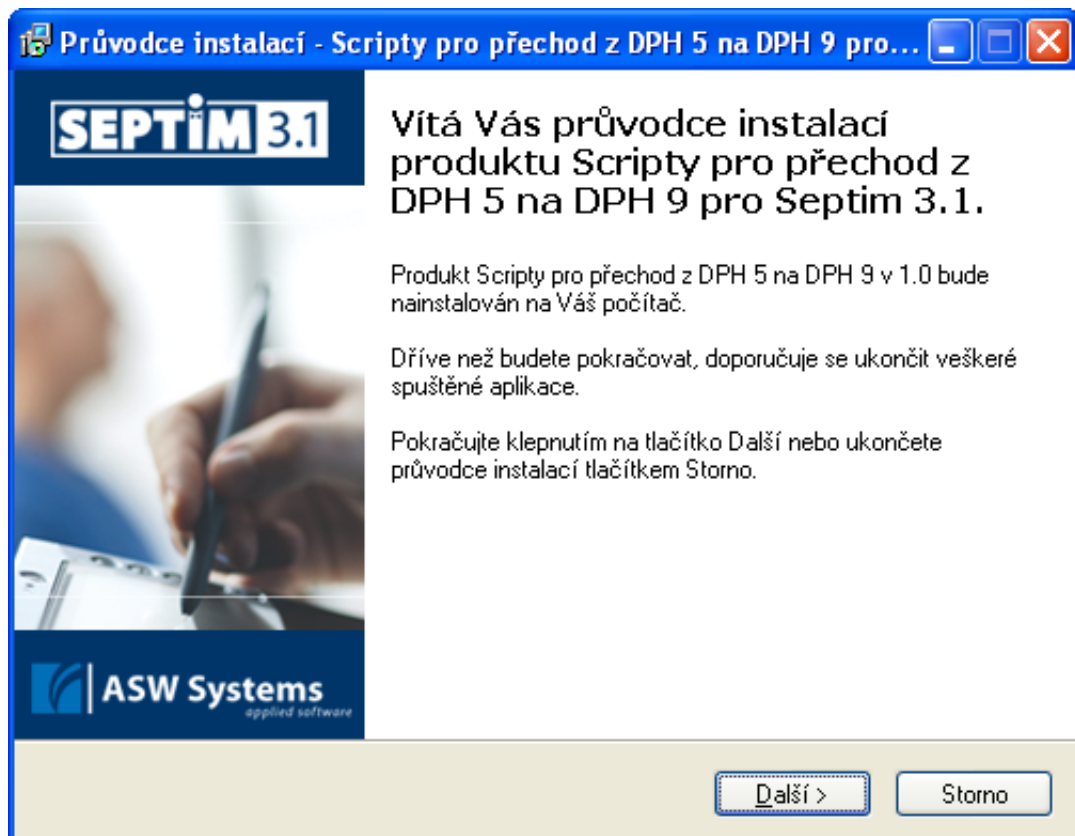 Průvodce instalací - Scripty pro přechod z DPH 5 na DPH 9 pro...
SEPTiM 3.1
Vítá Vás průvodce instalací
produktu Scripty pro přechod z
DPH 5 na DPH 9 pro Septim 3.1.
Produkt Scripty pro přechod z DPH 5 na DPH 9 v 1.0 bude
nainstalován na Váš počítač.
Dříve než budete pokračovat, doporučuje se ukončit veškeré
spuštěné aplikace.
Pokračujte klepnutím na tlačítko Další nebo ukončete
průvodce instalací tlačítkem Storno.
ASW Systems
applied software
Další >
Storno